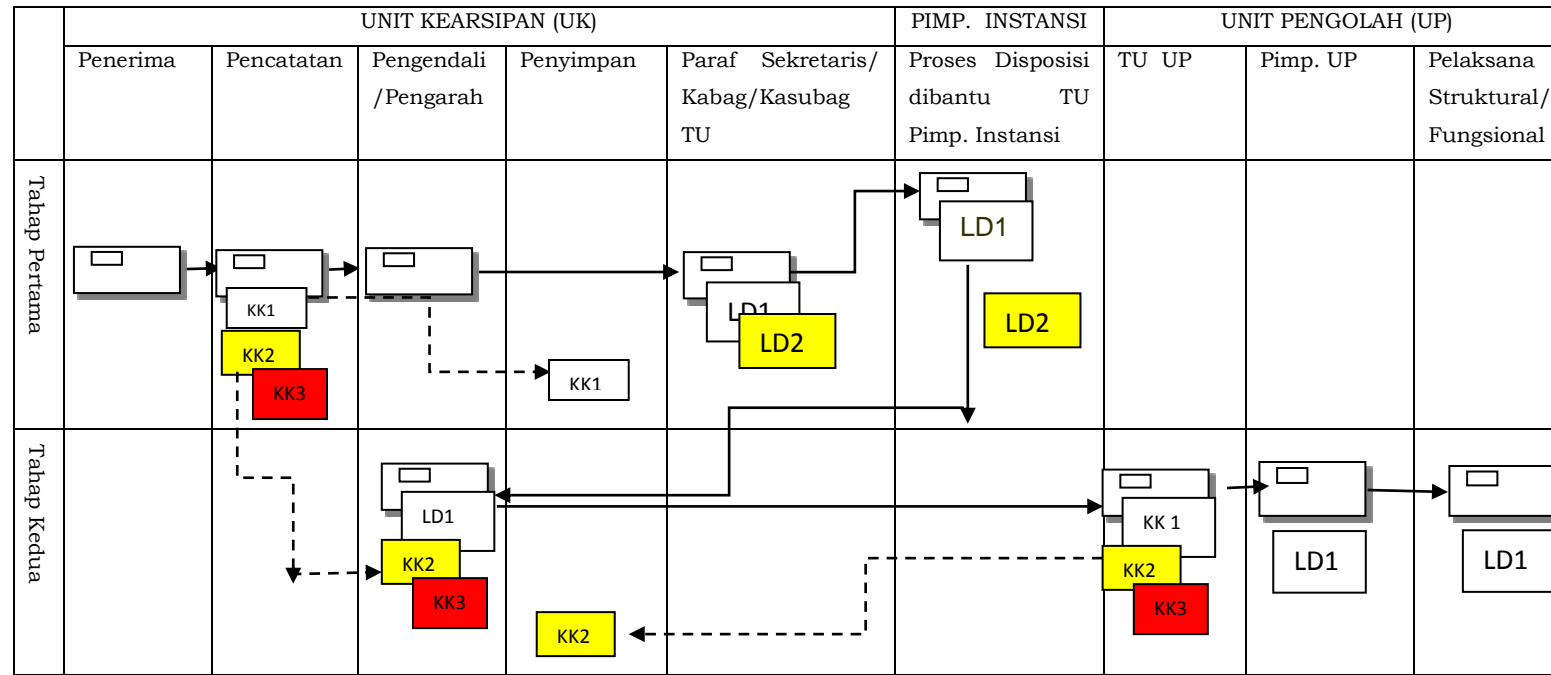 UNIT KEARSIPAN (UK)
PIMP. INSTANSI
UNIT PENGOLAH (UP)
Penerima
Pencatatan
Pengendali
/Pengarah
Penyimpan
Paraf Sekretaris/
Kabag/Kasubag
TU
Proses Disposisi
dibantu TU
Pimp. Instansi
TU UP
Pimp. UP
Pelaksana
Struktural/
Fungsional
Tahap Pertama
KK1
KK2
KK3
KK1
LD1
LD2
LD1
LD2
Tahap Kedua
LD1
KK2
KK3
KK2
KK 1
KK2
KK3
LD1
LD1